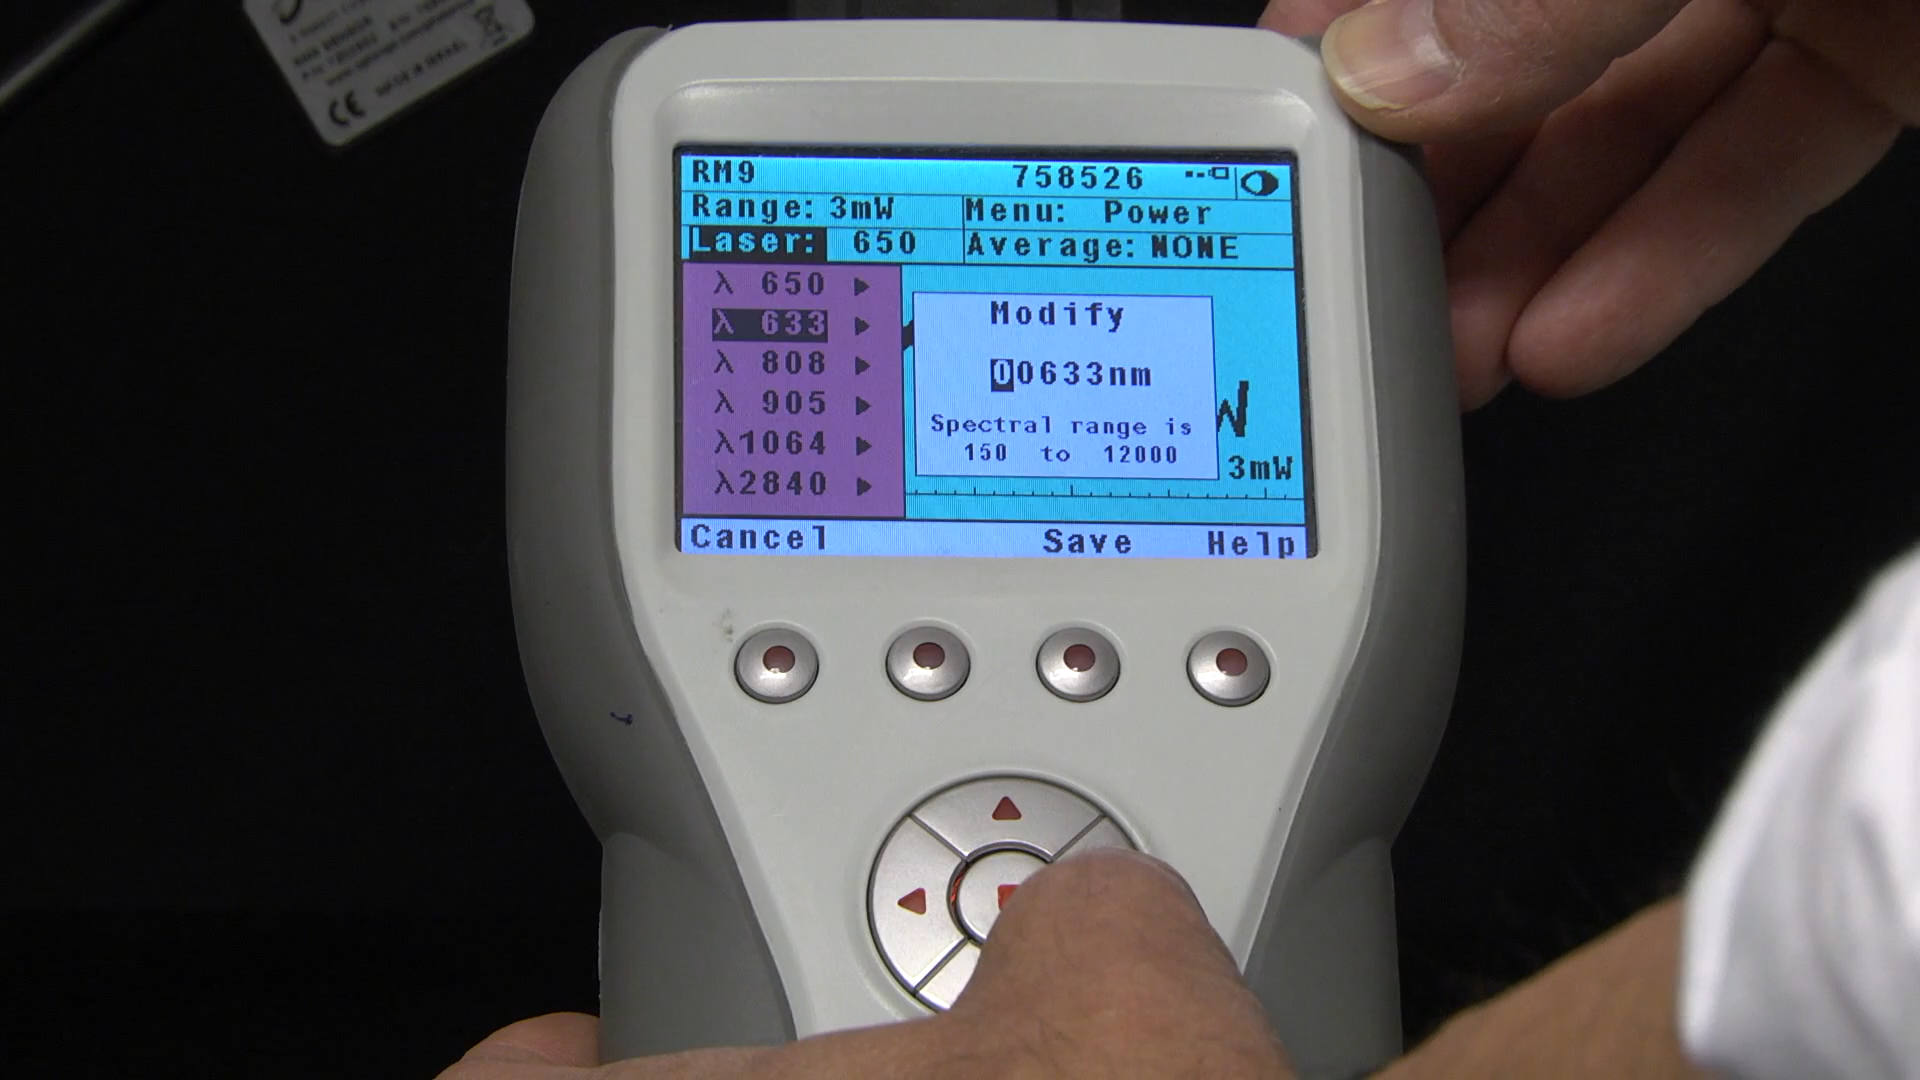 CE
RM9 758526
Range: 3mW Menu: Power
Laser: 650 Average: NONE
λ 650
λ 633
λ 808
λ 905
λ1064
λ2840
Modify
00633nm
Spectral range is
150 to 12000
W
3mW
Cancel Save Help